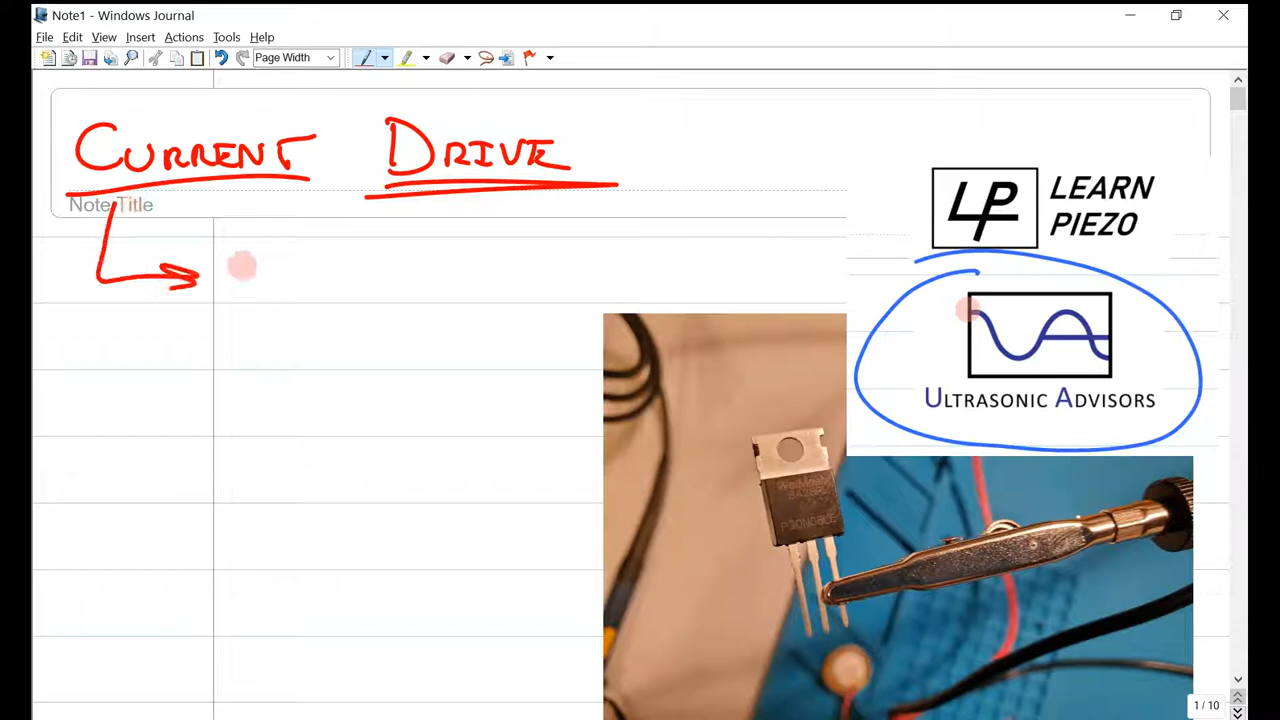 Note1 - Windows Journal
File Edit View Insert Actions Tools Help
Page Width
CURRENT DRIVE
Note Title
LP LEARN PIEZO
ULTRASONIC ADVISORS
1 / 10